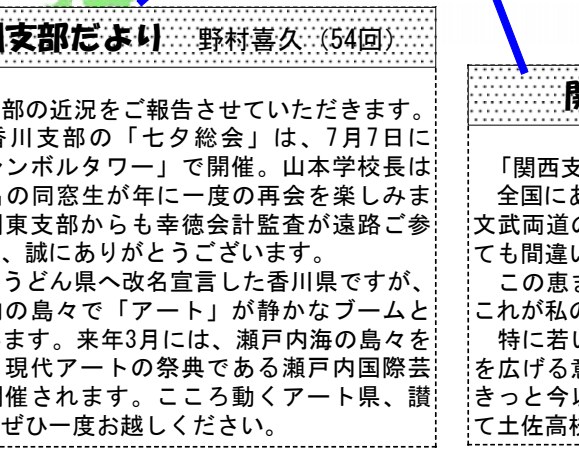 支部だより 野村喜久（54回）
部の近況をご報告させていただきます。
香川支部の「七夕総会」は、7月7日に
ンボルタワー」で開催。山本学校長は
の同窓生が年に一度の再会を楽しみま
関東支部からも幸徳会計監査が遠路ご参
、誠にありがとうございます。
うどん県へ改名宣言した香川県ですが、
の島々で「アート」が静かなブームと
ます。来年3月には、瀬戸内海の島々を
現代アートの祭典である瀬戸内国際芸
開催されます。こころ動くアート県、讃
ぜひ一度お越しください。
「関西支
全国にあ
文武両道の
ても間違い
この恵ま
これが私の
特に若い
を広げる意
きっと今以
て土佐高校